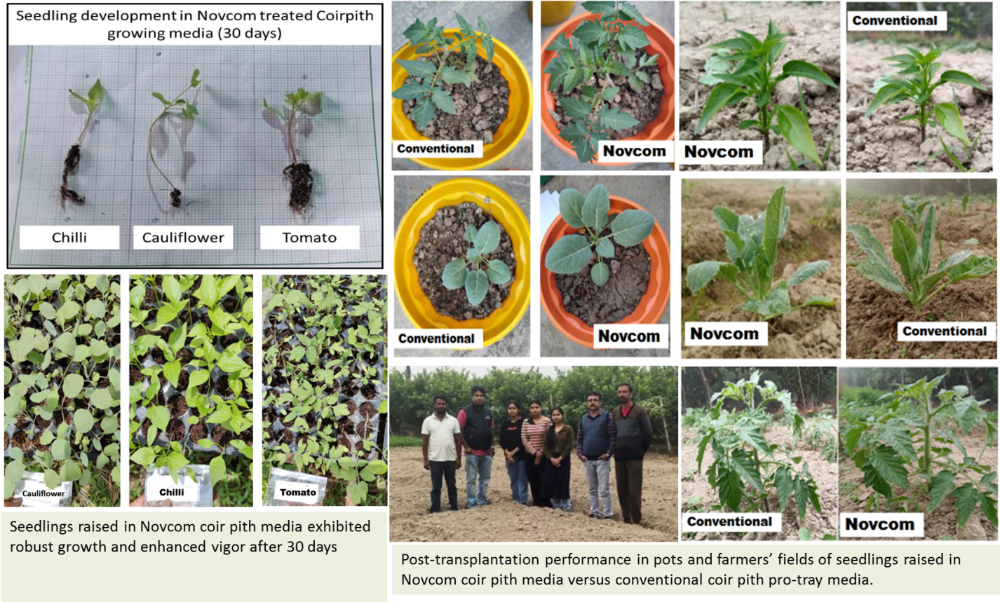 Seedling development in Novcom treated Coirpith
growing media (30 days)
Chilli
Cauliflower
Tomato
Cauliflower
Chilli
Tomato
Seedlings raised in Novcom coir pith media exhibited
robust growth and enhanced vigor after 30 days
Conventional
Novcom
Novcom
Conventional
Conventional
Novcom
Novcom
Conventional
Conventional
Novcom
Post-transplantation performance in pots and farmers’ fields of seedlings raised in
Novcom coir pith media versus conventional coir pith pro-tray media.